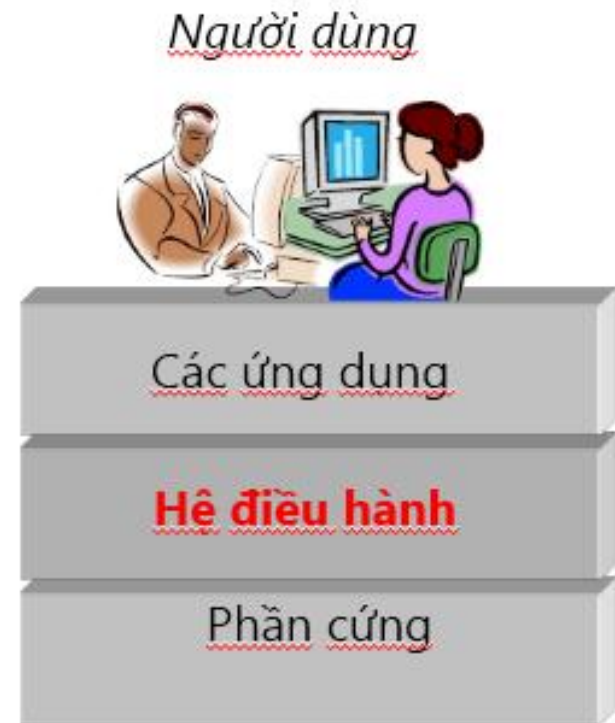 Người dùng
Các ứng dụng
Hệ điều hành
Phần cứng